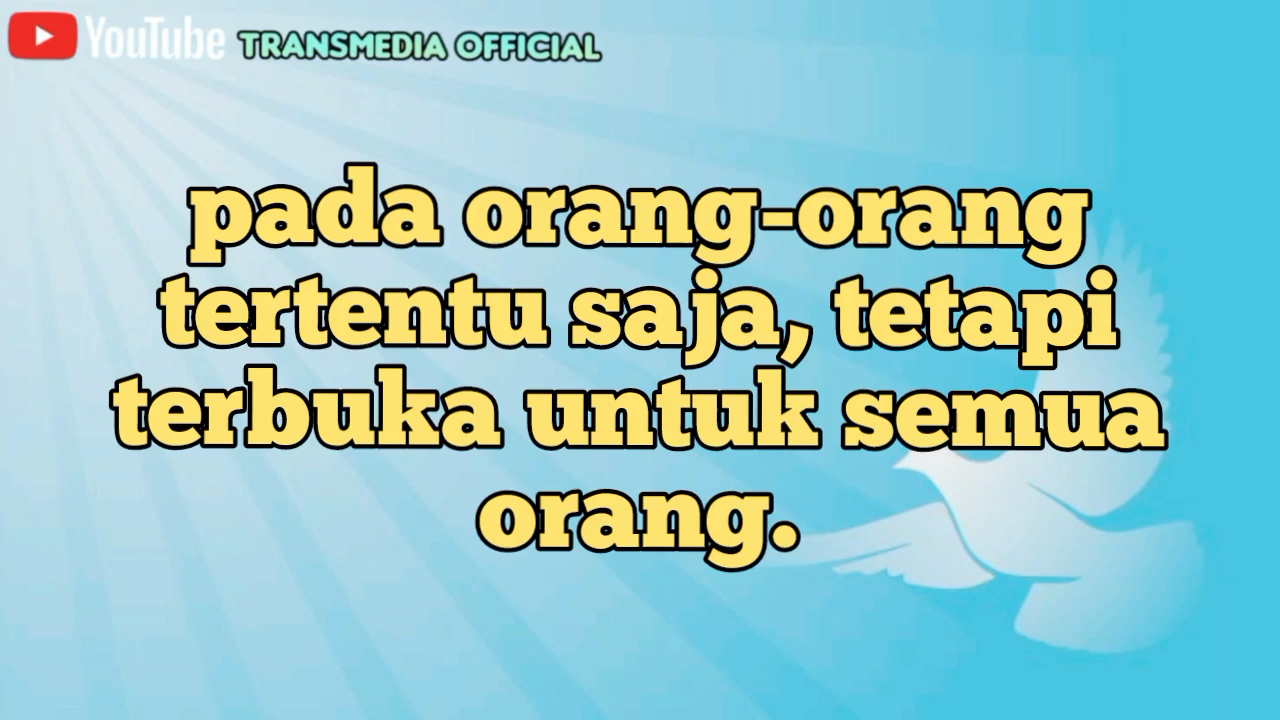 YouTube TRANSMEDIA OFFICIAL
pada orang-orang
tertentu saja, tetapi
terbuka untuk semua
orang.